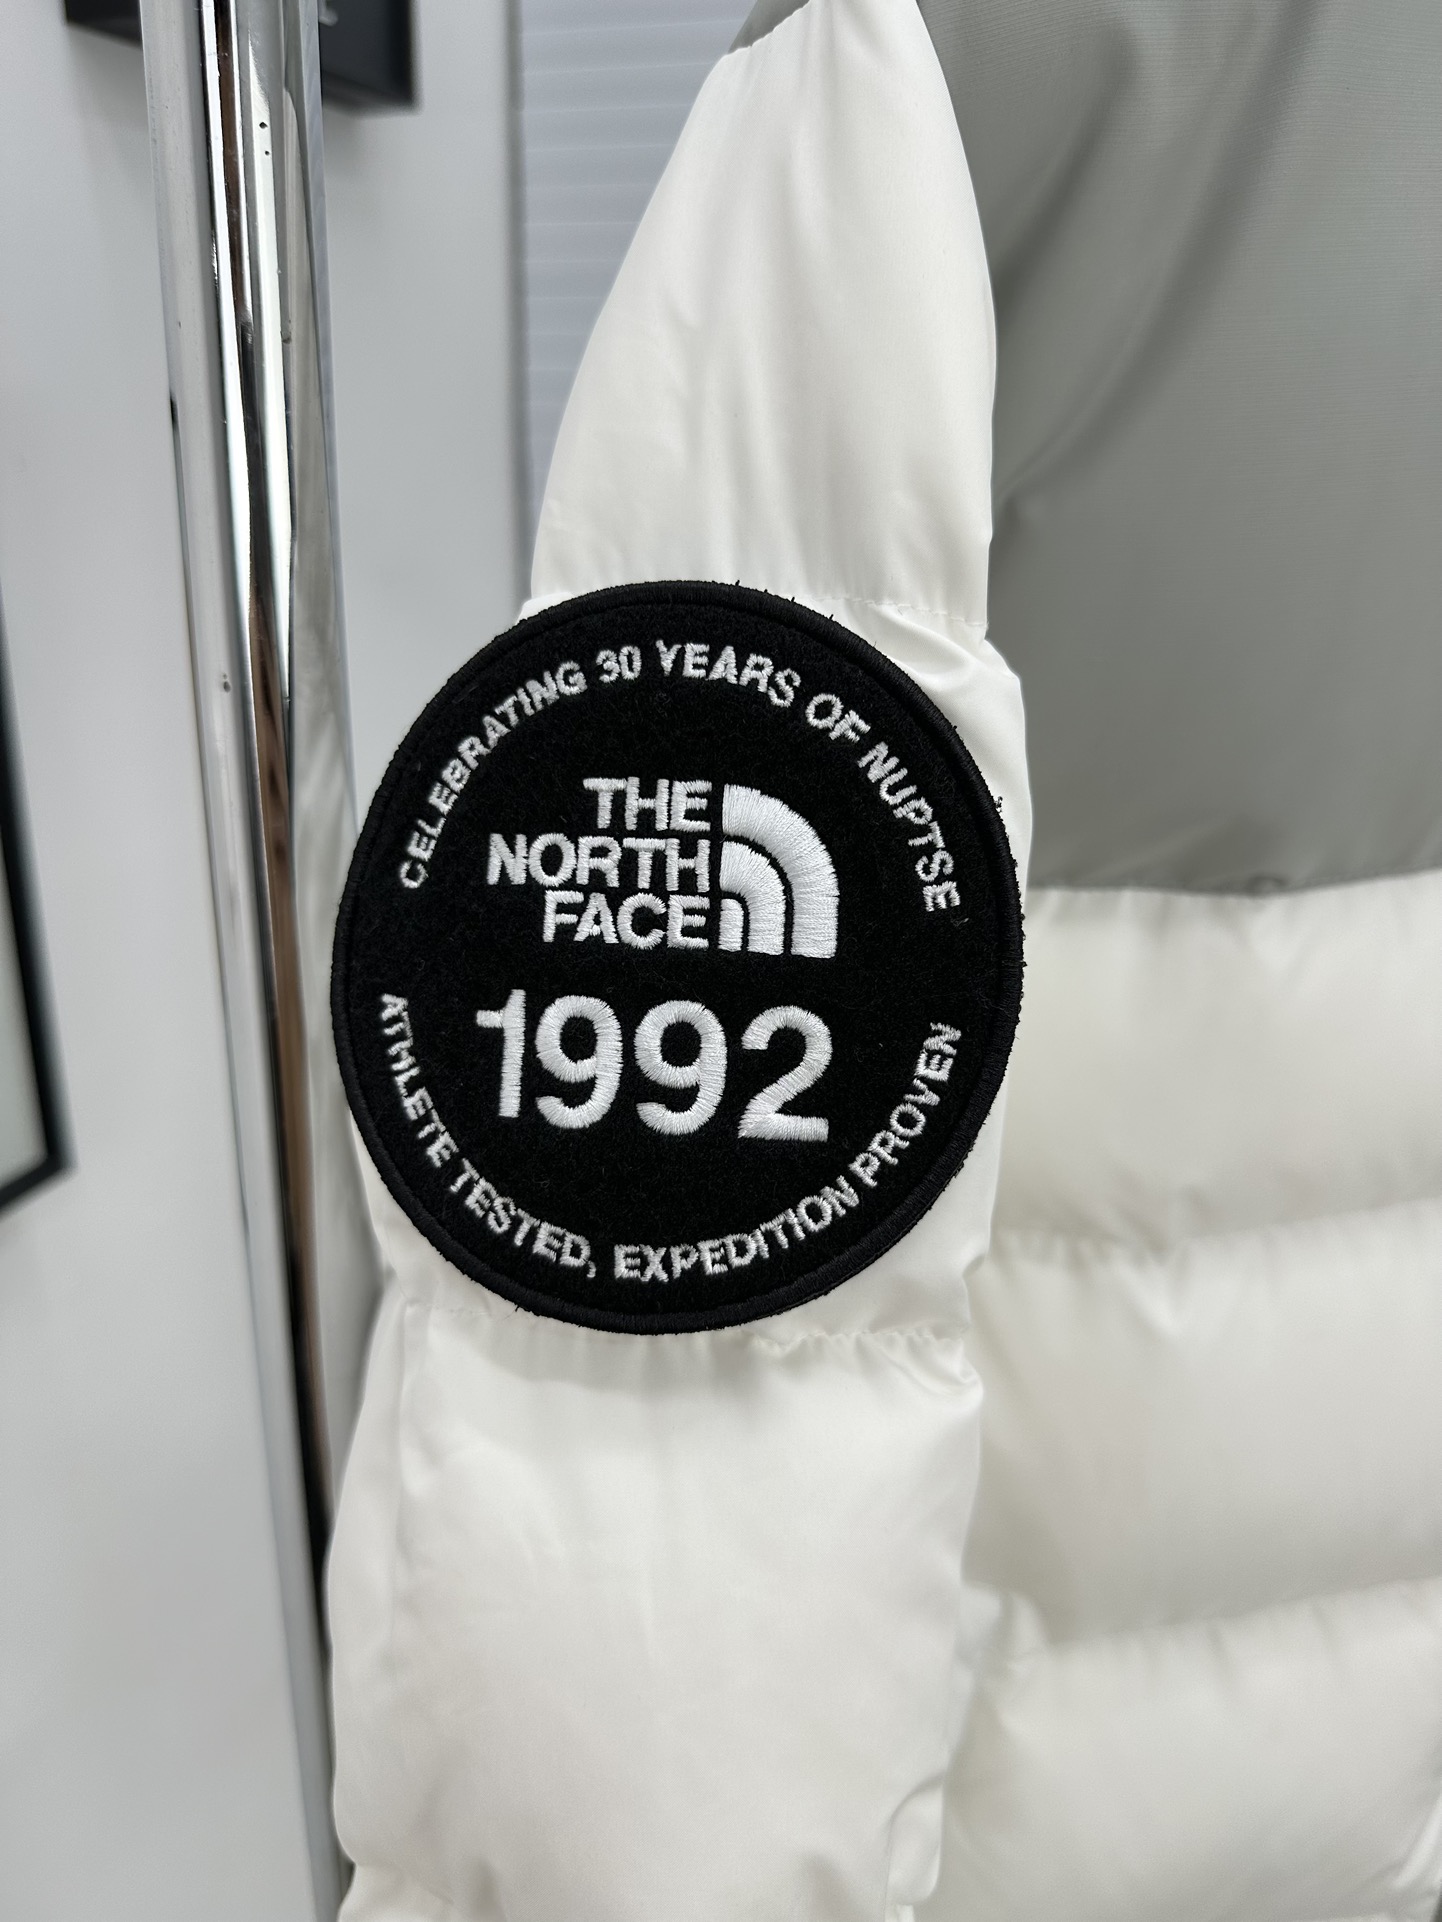 CELEBRATING 30 YEARS OF NUPTSE
THE
NORTH
FACE
1992
ATHLETE TESTED, EXPEDITION PROVEN